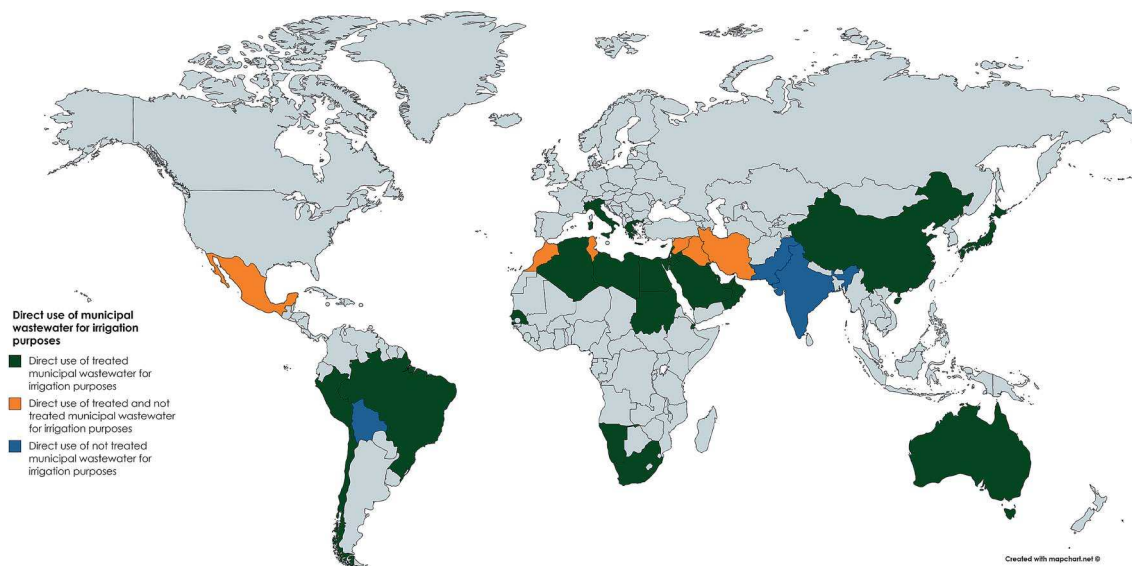 Direct use of municipal
wastewater for irrigation
purposes
Direct use of treated
municipal wastewater for
irrigation purposes
Direct use of treated and not
treated municipal wastewater
for irrigation purposes
Direct use of not treated
municipal wastewater for
irrigation purposes
Created with mapchart.net ©